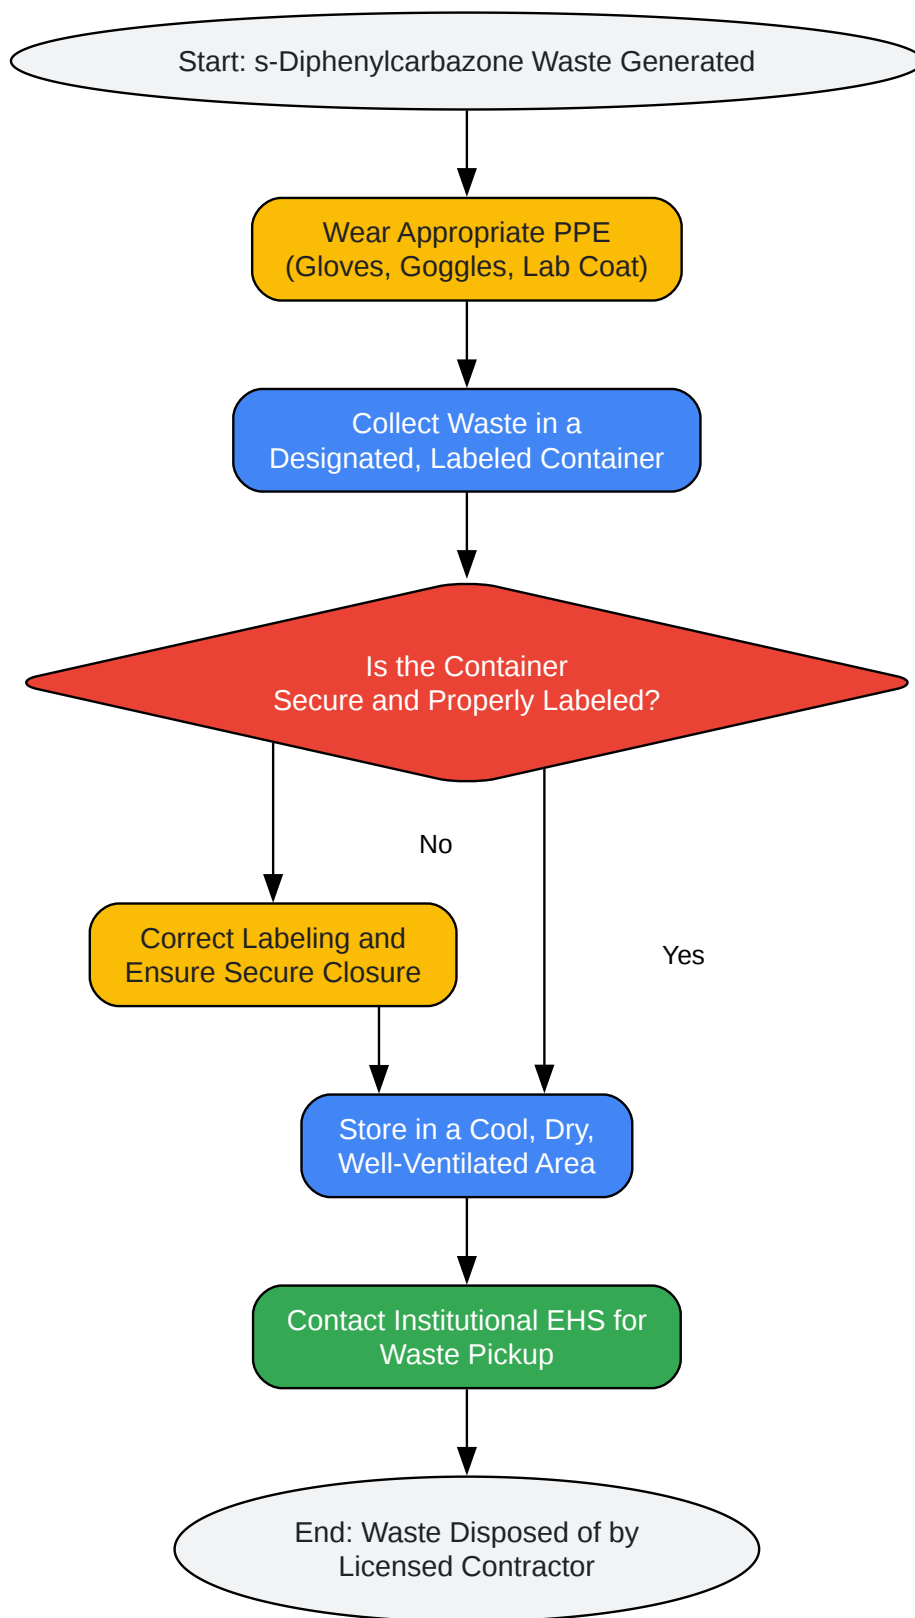 Start: s-Diphenylcarbazone Waste Generated
Wear Appropriate PPE
(Gloves, Goggles, Lab Coat)
Collect Waste in a
Designated, Labeled Container
Is the Container
Secure and Properly Labeled?
No
Correct Labeling and
Ensure Secure Closure
Yes
Store in a Cool, Dry,
Well-Ventilated Area
Contact Institutional EHS for
Waste Pickup
End: Waste Disposed of by
Licensed Contractor